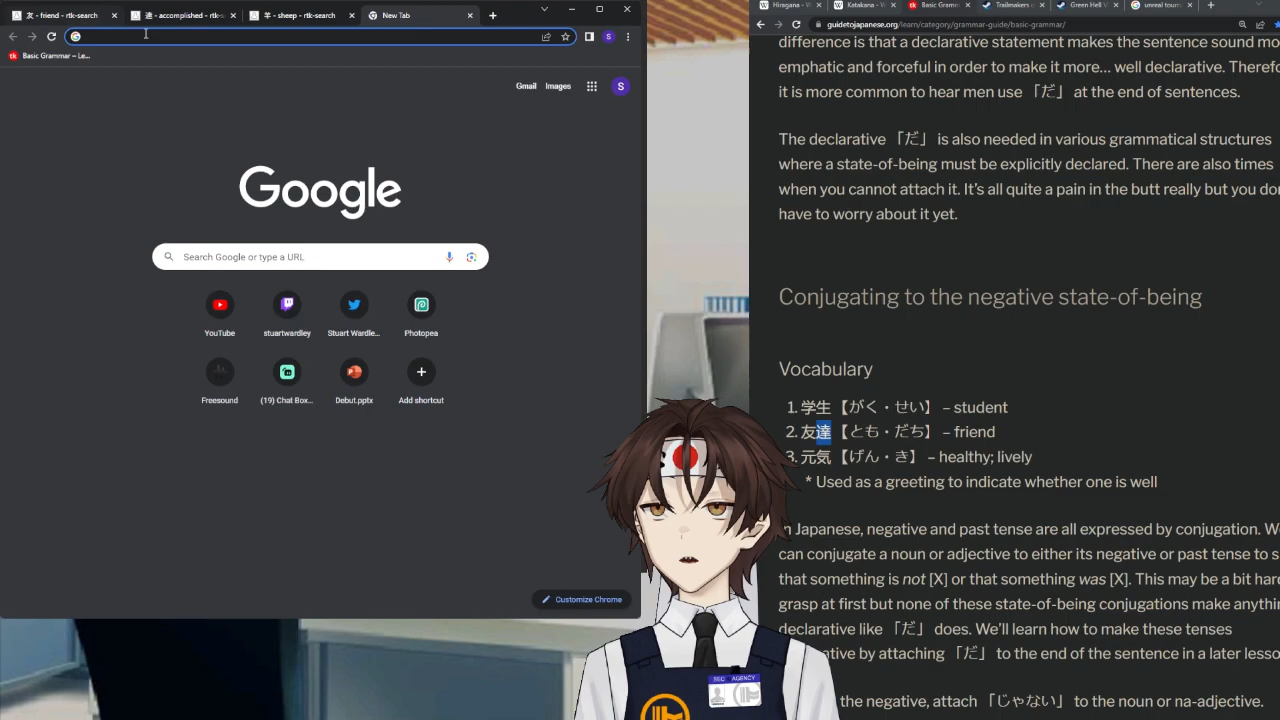 友 - friend - rtk-search
達 - accomplished - rtk-se
羊 - sheep - rtk-search
New Tab
S
tk Basic Grammar – Le...
Gmail
Images
S
Google
Search Google or type a URL
YouTube
stuartwardley
Stuart Wardle...
Photopea
Freesound
(19) Chat Box...
Debut.pptx
Add shortcut
Customize Chrome
W Hiragana - W
W Katakana - W
tk Basic Gramm
Trailmakers o
Green Hell V
unreal tourn
guidetojapanese.org/learn/category/grammar-guide/basic-grammar/
difference is that a declarative statement makes the sentence sound mo
emphatic and forceful in order to make it more... well declarative. Therefo
it is more common to hear men use 「だ」 at the end of sentences.
The declarative 「だ」 is also needed in various grammatical structures
where a state-of-being must be explicitly declared. There are also times
when you cannot attach it. It's all quite a pain in the butt really but you don
have to worry about it yet.
Conjugating to the negative state-of-being
Vocabulary
1. 学生 【がく・せい】 – student
2. 友達 【とも・だち】 – friend
3. 元気 【げん・き】 – healthy; lively
* Used as a greeting to indicate whether one is well
n Japanese, negative and past tense are all expressed by conjugation. We
can conjugate a noun or adjective to either its negative or past tense to s
that something is not [X] or that something was [X]. This may be a bit hard
grasp at first but none of these state-of-being conjugations make anythin
declarative like 「だ」 does. We'll learn how to make these tenses
ative by attaching 「だ」 to the end of the sentence in a later lesso
the negative, attach 「じゃない」 to the noun or na-adjective.
AGENCY